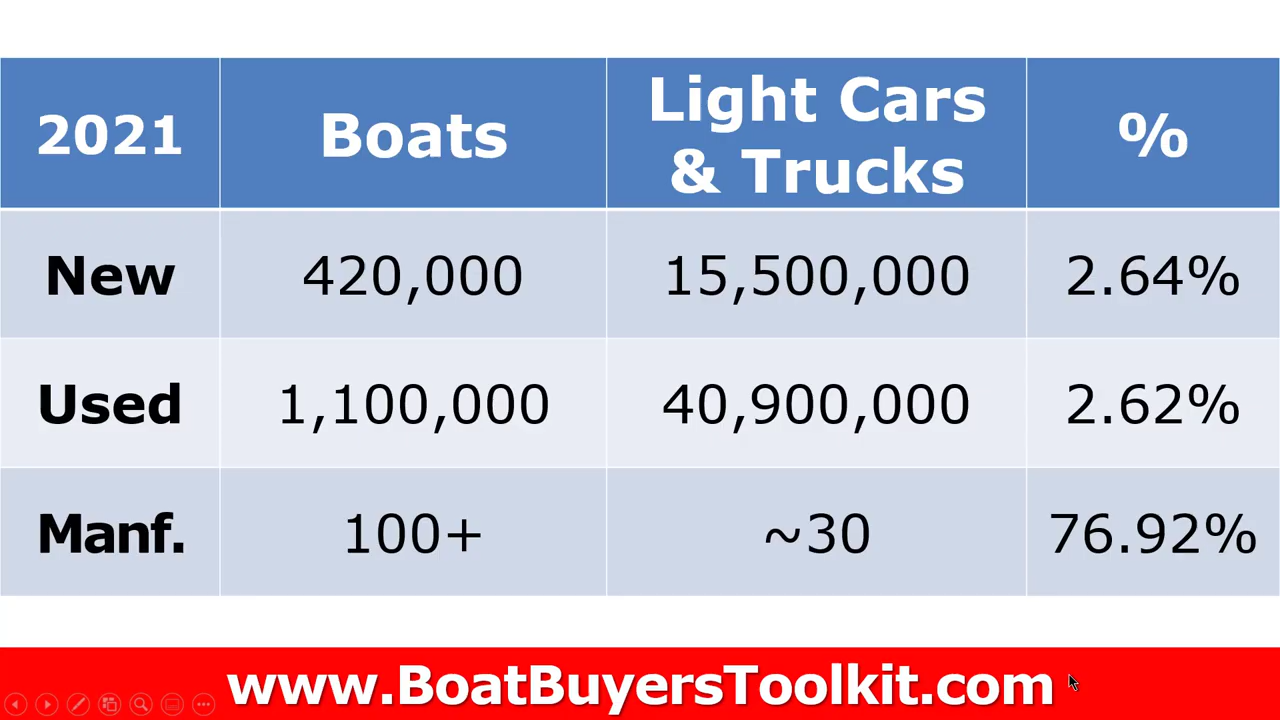 2021 Boats Light Cars & Trucks %
New 420,000 15,500,000 2.64%
Used 1,100,000 40,900,000 2.62%
Manf. 100+ ~30 76.92%
www.BoatBuyersToolkit.com